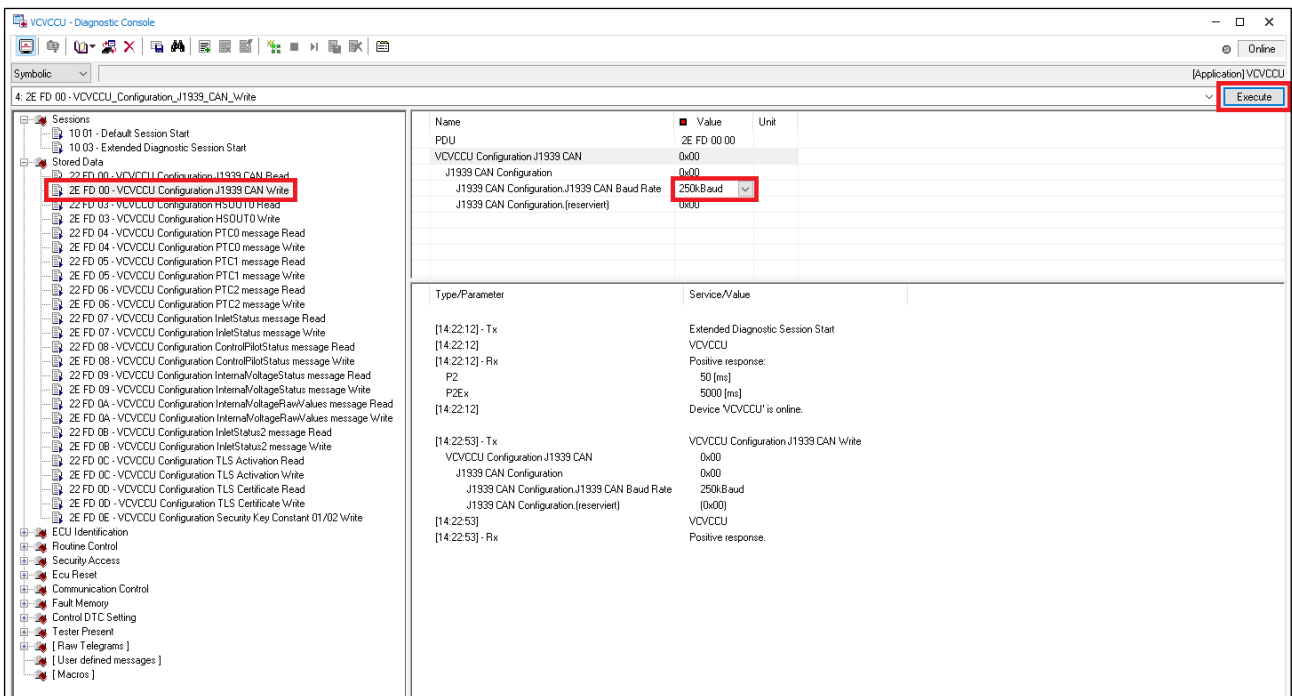 VCVCCU - Diagnostic Console
Online
Symbolic
[Application] VCVCCU
4: 2E FD 00 - VCVCCU_Configuration_J1939_CAN_Write
Execute
Sessions
10 01 - Default Session Start
10 03 - Extended Diagnostic Session Start
Stored Data
22 FD 00 - VCVCCU Configuration J1939 CAN Read
2E FD 00 - VCVCCU Configuration J1939 CAN Write
22 FD 03 - VCVCCU Configuration HSOUT0 Read
2E FD 03 - VCVCCU Configuration HSOUT0 Write
22 FD 04 - VCVCCU Configuration PTC0 message Read
2E FD 04 - VCVCCU Configuration PTC0 message Write
22 FD 05 - VCVCCU Configuration PTC1 message Read
2E FD 05 - VCVCCU Configuration PTC1 message Write
22 FD 06 - VCVCCU Configuration PTC2 message Read
2E FD 06 - VCVCCU Configuration PTC2 message Write
22 FD 07 - VCVCCU Configuration InletStatus message Read
2E FD 07 - VCVCCU Configuration InletStatus message Write
22 FD 08 - VCVCCU Configuration ControlPilotStatus message Read
2E FD 08 - VCVCCU Configuration ControlPilotStatus message Write
22 FD 09 - VCVCCU Configuration InternalVoltageStatus message Read
2E FD 09 - VCVCCU Configuration InternalVoltageStatus message Write
22 FD 0A - VCVCCU Configuration InternalVoltageRawValues message Read
2E FD 0A - VCVCCU Configuration InternalVoltageRawValues message Write
22 FD 0B - VCVCCU Configuration InletStatus2 message Read
2E FD 0B - VCVCCU Configuration InletStatus2 message Write
22 FD 0C - VCVCCU Configuration TLS Activation Read
2E FD 0C - VCVCCU Configuration TLS Activation Write
22 FD 0D - VCVCCU Configuration TLS Certificate Read
2E FD 0D - VCVCCU Configuration TLS Certificate Write
2E FD 0E - VCVCCU Configuration Security Key Constant 01/02 Write
ECU Identification
Routine Control
Security Access
Ecu Reset
Communication Control
Fault Memory
Control DTC Setting
Tester Present
[ Raw Telegrams ]
[ User defined messages ]
[ Macros ]
Name Value Unit
PDU 2E FD 00 00
VCVCCU Configuration J1939 CAN 0x00
J1939 CAN Configuration 0x00
J1939 CAN Configuration.J1939 CAN Baud Rate 250kBaud
J1939 CAN Configuration.(reserviert) 0x00
Type/Parameter Service/Value
[14:22:12] - Tx Extended Diagnostic Session Start
[14:22:12] VCVCCU
[14:22:12] - Rx Positive response:
P2 50 [ms]
P2Ex 5000 [ms]
[14:22:12] Device 'VCVCCU' is online.
[14:22:53] - Tx VCVCCU Configuration J1939 CAN Write
VCVCCU Configuration J1939 CAN 0x00
J1939 CAN Configuration 0x00
J1939 CAN Configuration.J1939 CAN Baud Rate 250kBaud
J1939 CAN Configuration.(reserviert) (0x00)
[14:22:53] VCVCCU
[14:22:53] - Rx Positive response.